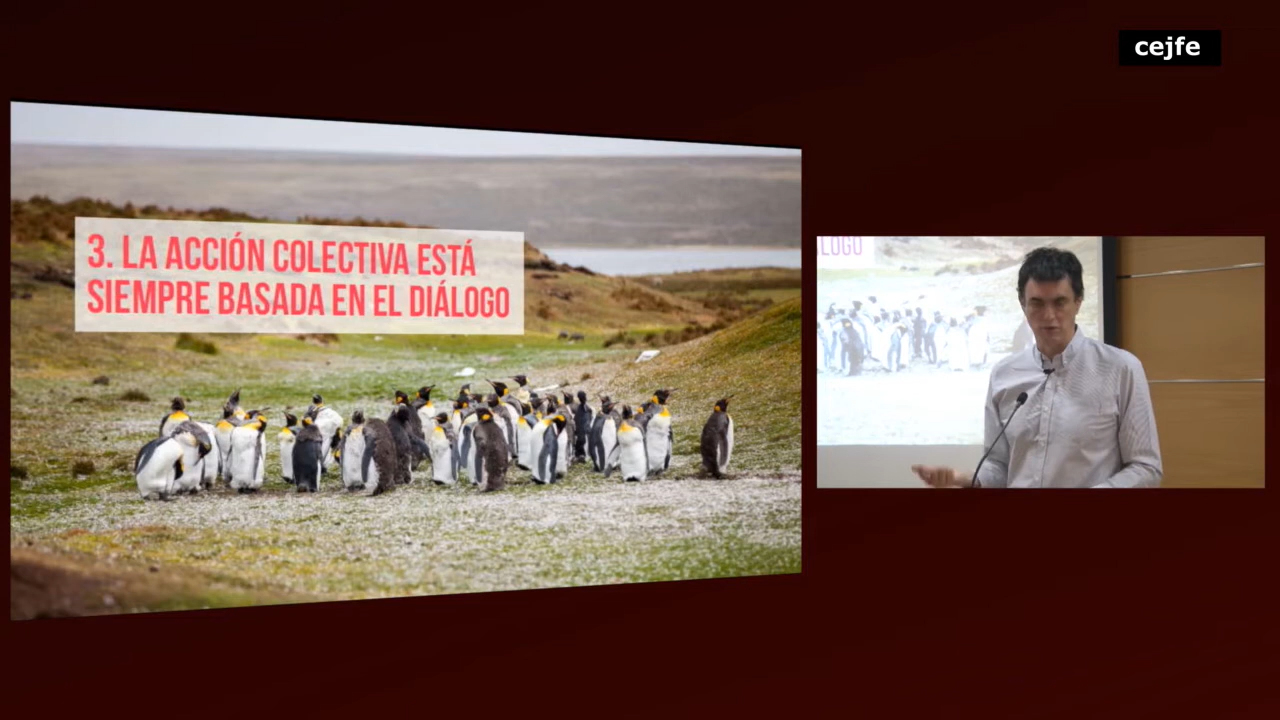 cejfe
3. LA ACCIÓN COLECTIVA ESTÁ
SIEMPRE BASADA EN EL DIÁLOGO
LOGO